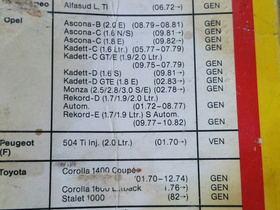 eo Alfasud L, TI (06.72→) GEN
Opel Ascona-B (2.0 E) (08.79-08.81) GEN
Ascona-C (1.6 N/S) (09.81→) GEN
Ascona-C (1.8 E) (09.82→) GEN
Kadett-C (1.6 Ltr.) (05.77-07.79) GEN
Kadett-C GT/E (1.9/2.0 Ltr.)
(09.75-07.79) GEN
Kadett-D (1.6 S) (09.81→) GEN
Kadett-D GTE (1.8 E) (02.83→) GEN
Monza (2.5/2.8/3.0 S/E) (02.78→) GEN
Rekord-D (1.7/1.9/2.0 Ltr.)
Autom. (01.72-08.77) GEN
Rekord-E (1.7/1.9 Ltr.) S Autom.
(09.77-10.82) GEN
Peugeot 504 Ti Inj. (2.0 Ltr.) (01.70→) VEN
(F)
Toyota Corolla 1400 Coupé
(01.70-12.74) GEN
Corolla 1600 Liftback 1.76→) GEN
Stalet 1000 (82→) GEN